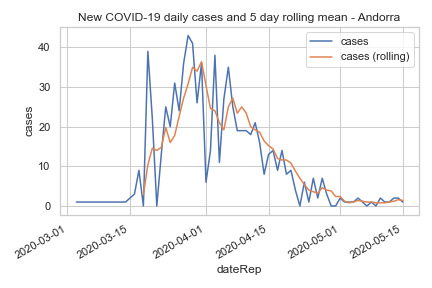 New COVID-19 daily cases and 5 day rolling mean - Andorra
cases
cases (rolling)
40
30
20
10
0
cases
2020-03-01
2020-03-15
2020-04-01
2020-04-15
2020-05-01
2020-05-15
dateRep